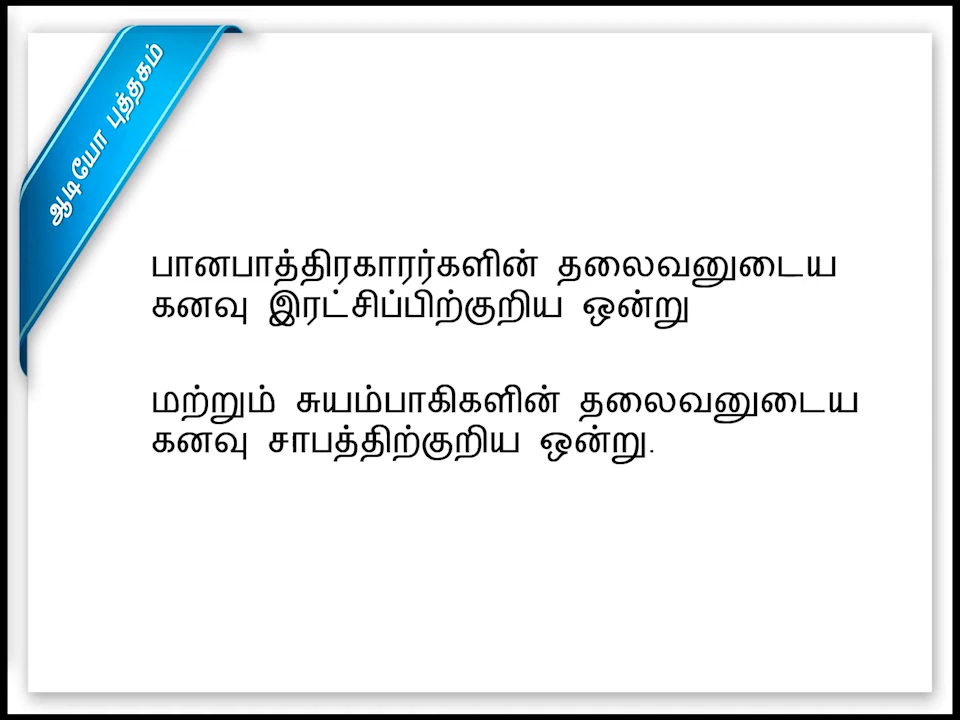 ஆடியோ புத்தகம்
பானபாத்திரகாரர்களின் தலைவனுடைய
கனவு இரட்சிப்பிற்குறிய ஒன்று
மற்றும் சுயம்பாகிகளின் தலைவனுடைய
கனவு சாபத்திற்குறிய ஒன்று.